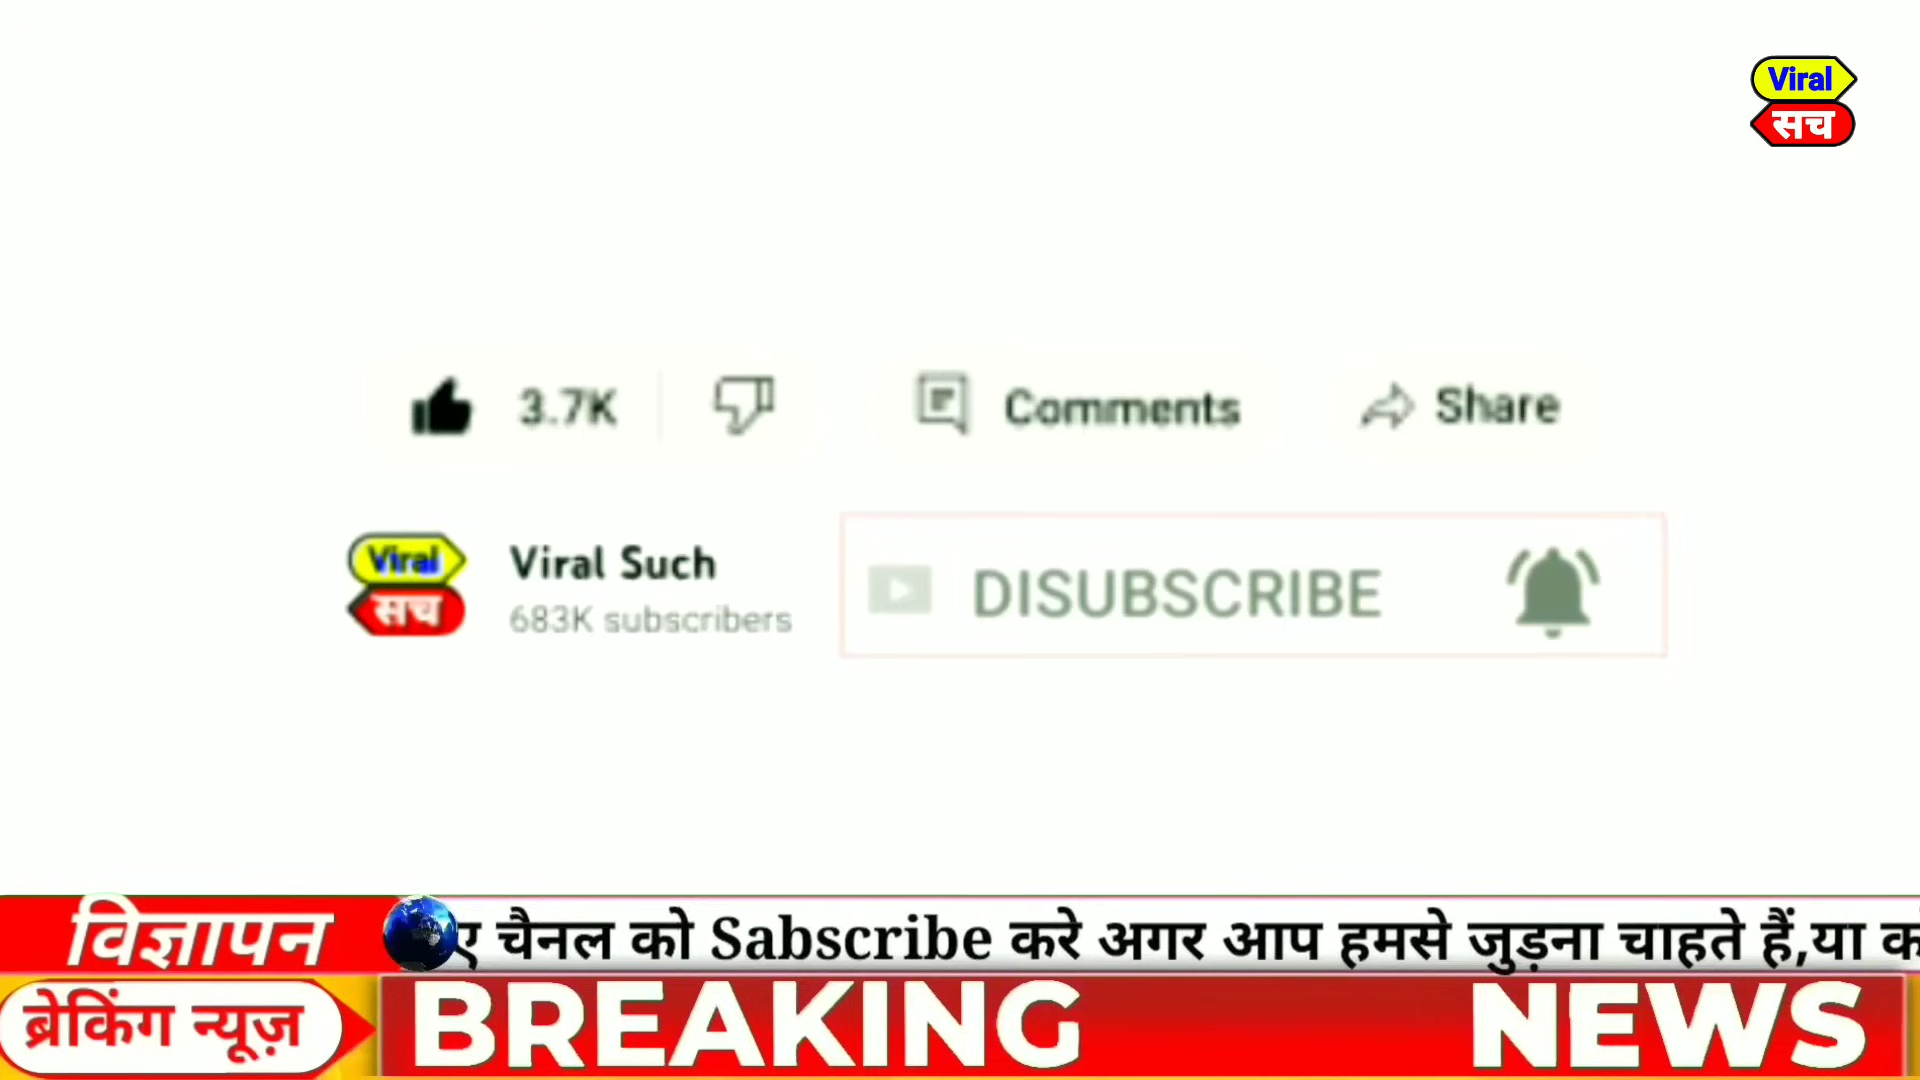 Viral
सच
3.7K
Comments
Share
Viral
सच
Viral Such
683K subscribers
DISUBSCRIBE
विज्ञापन
ए चैनल को Sabscribe करे अगर आप हमसे जुड़ना चाहते हैं,या
ब्रेकिंग न्यूज़
BREAKING NEWS